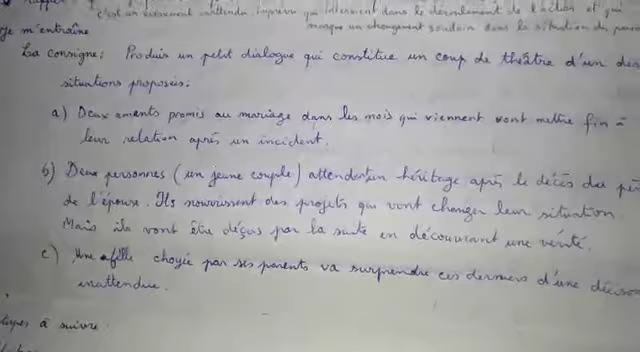 c'est un évènement inattendu, imprévu qui intervient dans le déroulement de l'action et qui
marque un changement soudain dans la situation du
Je m'entraîne
La consigne: Produis un petit dialogue qui constitue un coup de théâtre d'un des
situations proposées:
a) Deux aments promis au mariage dans les mois qui viennent vont mettre fin à
leur relation après un incident.
b) Deux personnes (un jeune couple) attendent un héritage après le décès du pè
de l'épouse. Ils nourrissent des projets qui vont changer leur situation
Mais ils vont être déçus par la suite en découvrant une vérité.
c) Une fille choyée par ses parents va surprendre ces derniers d'une décision
inattendue.
à suivre